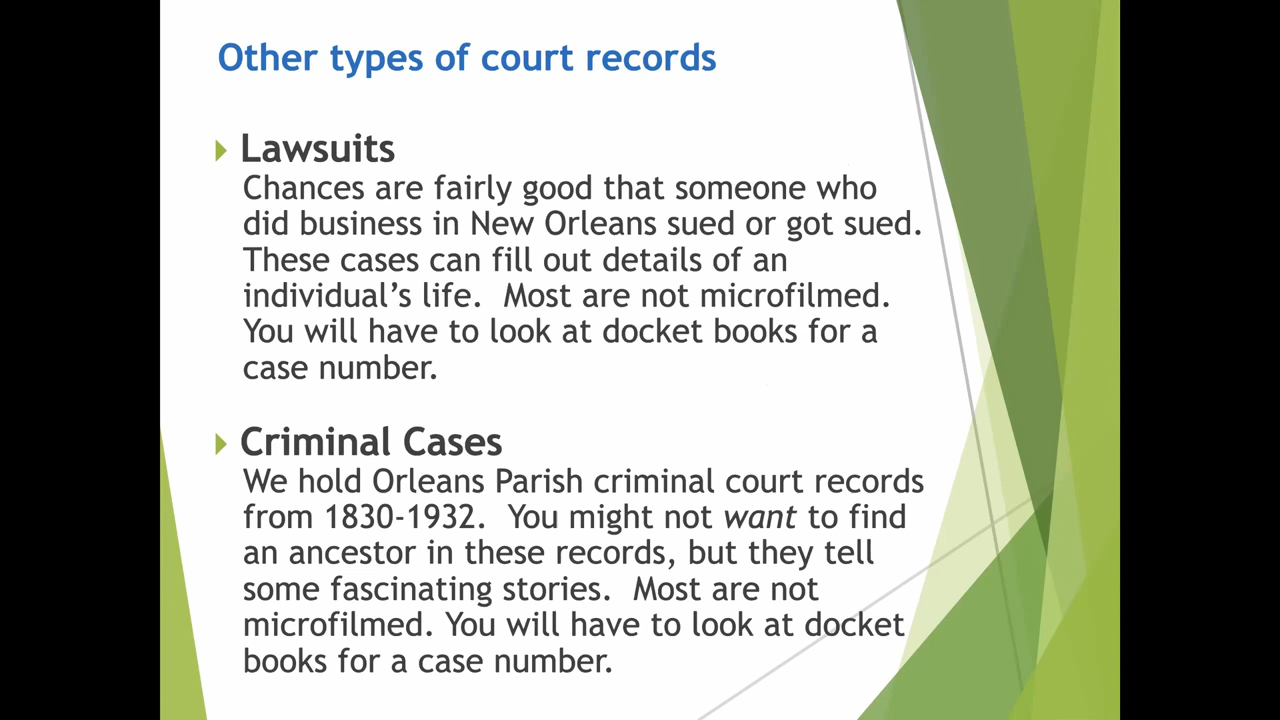 Other types of court records
Lawsuits
Chances are fairly good that someone who
did business in New Orleans sued or got sued.
These cases can fill out details of an
individual’s life.  Most are not microfilmed.
You will have to look at docket books for a
case number.
Criminal Cases
We hold Orleans Parish criminal court records
from 1830-1932.  You might not want to find
an ancestor in these records, but they tell
some fascinating stories.  Most are not
microfilmed. You will have to look at docket
books for a case number.